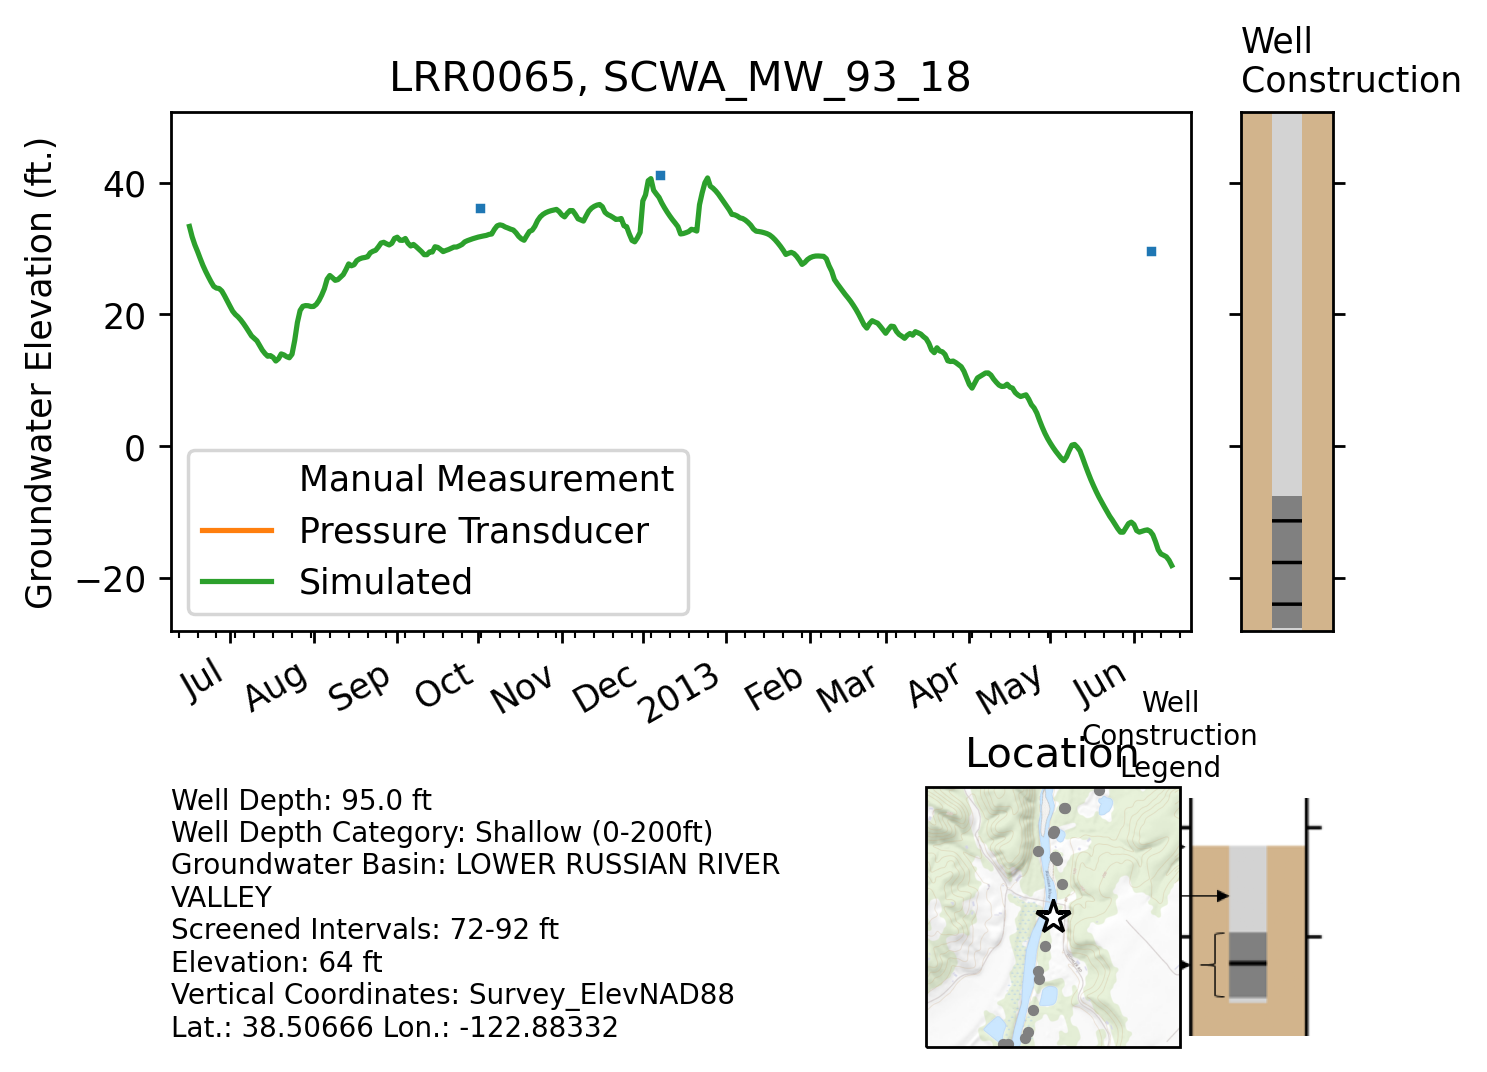 Well
Construction
LRR0065, SCWA_MW_93_18
Groundwater Elevation (ft.)
40
20
0
−20
Manual Measurement
Pressure Transducer
Simulated
Jul
Aug
Sep
Oct
Nov
Dec
2013
Feb
Mar
Apr
May
Jun
Well
Construction
Legend
Location
Well Depth: 95.0 ft
Well Depth Category: Shallow (0-200ft)
Groundwater Basin: LOWER RUSSIAN RIVER
VALLEY
Screened Intervals: 72-92 ft
Elevation: 64 ft
Vertical Coordinates: Survey_ElevNAD88
Lat.: 38.50666 Lon.: -122.88332